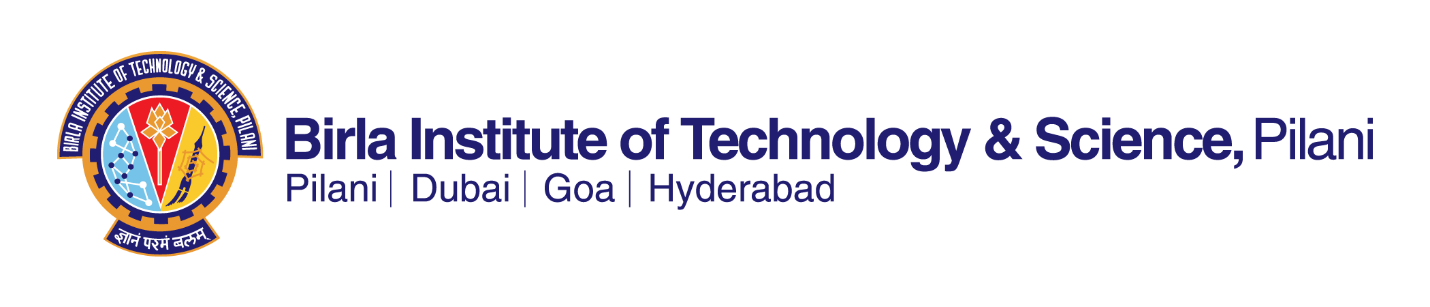 BIRLA INSTITUTE OF TECHNOLOGY & SCIENCE, PILANI
ज्ञानं परमं बलम्
Birla Institute of Technology & Science, Pilani
Pilani | Dubai | Goa | Hyderabad